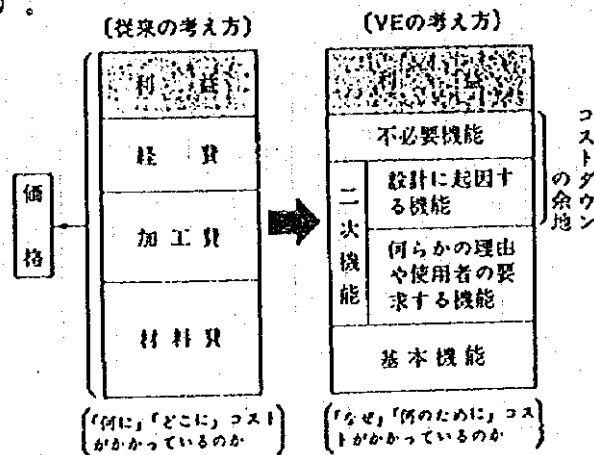 う。
〔従来の考え方〕
価格
利益
経費
加工費
材料費
(「何に」「どこに」コスト
がかかっているのか)
〔VEの考え方〕
利益
不必要機能
二次機能
設計に起因す
る機能
何らかの理由
や使用者の要
求する機能
基本機能
コストダウン
の余地
(「なぜ」「何のために」コス
トがかかっているのか)